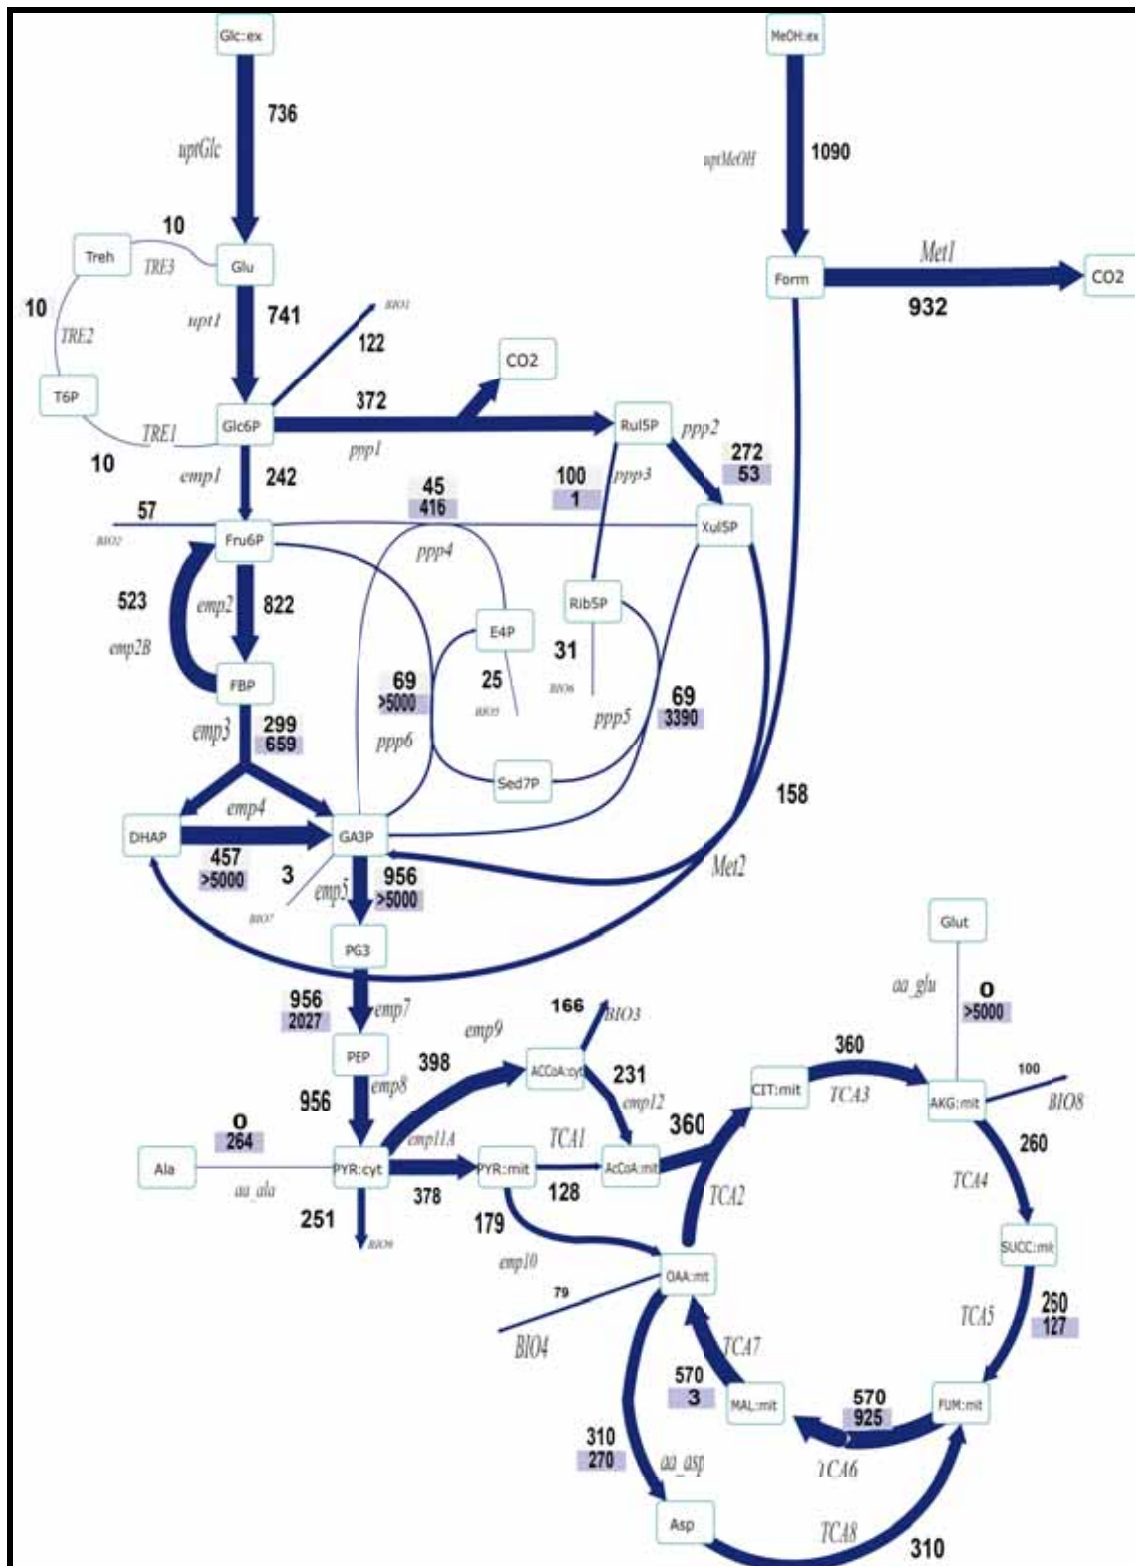 Glc:ex
MeOH:ex
736
uptGlc
uptMeOH
1090
10
Treh
TRE3
Glu
Met1
Form
CO2
932
10
TRE2
upt1
741
BIO1
122
CO2
T6P
372
Glc6P
Rul5P
ppp2
TRE1
ppp1
10
emp1
242
45
416
100
1
ppp3
272
53
57
BIO2
Fru6P
Xul5P
ppp4
523
emp2
822
Rib5P
E4P
emp2B
31
FBP
69
>5000
25
BIO5
BIO6
69
3390
emp3
299
659
ppp6
ppp5
Sed7P
158
emp4
DHAP
GA3P
457
>5000
3
emp5
956
>5000
Met2
BIO7
Glut
PG3
aa_glu
0
>5000
956
2027
emp7
emp9
166
BIO3
PEP
398
ACCoA:cyt
231
360
100
CIT:mit
TCA3
AKG:mit
BIO8
956
emp8
emp12
0
264
emp11A
TCA1
360
260
Ala
PYR:cyt
PYR:mit
AcCoA:mit
TCA4
aa_ala
378
128
TCA2
251
179
BIO9
emp10
SUCC:mit
OAA:mt
79
260
127
TCA5
BIO4
TCA7
570
3
MAL:mit
570
925
FUM:mit
310
270
aa_asp
TCA6
Asp
TCA8
310